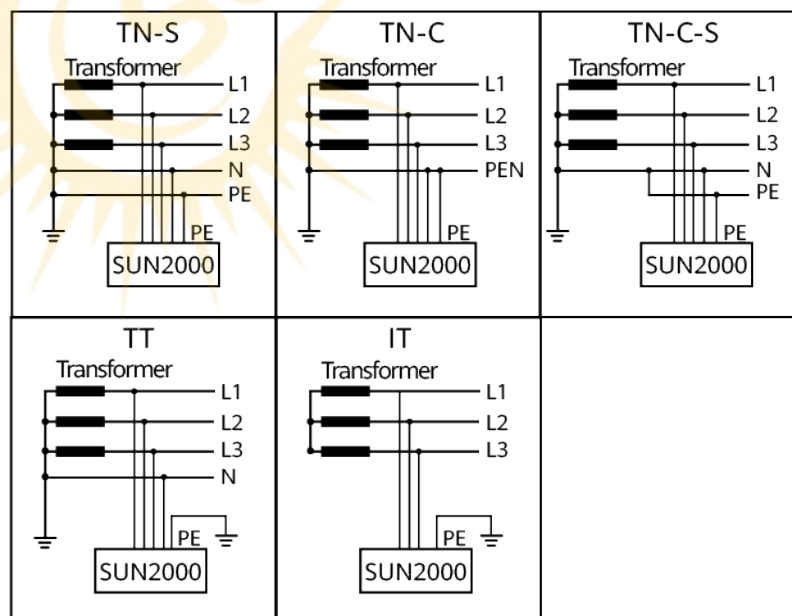 TN-S
Transformer
L1
L2
L3
N
PE
PE
SUN2000
TN-C
Transformer
L1
L2
L3
PEN
PE
SUN2000
TN-C-S
Transformer
L1
L2
L3
N
PE
PE
SUN2000
TT
Transformer
L1
L2
L3
N
PE
SUN2000
IT
Transformer
L1
L2
L3
PE
SUN2000